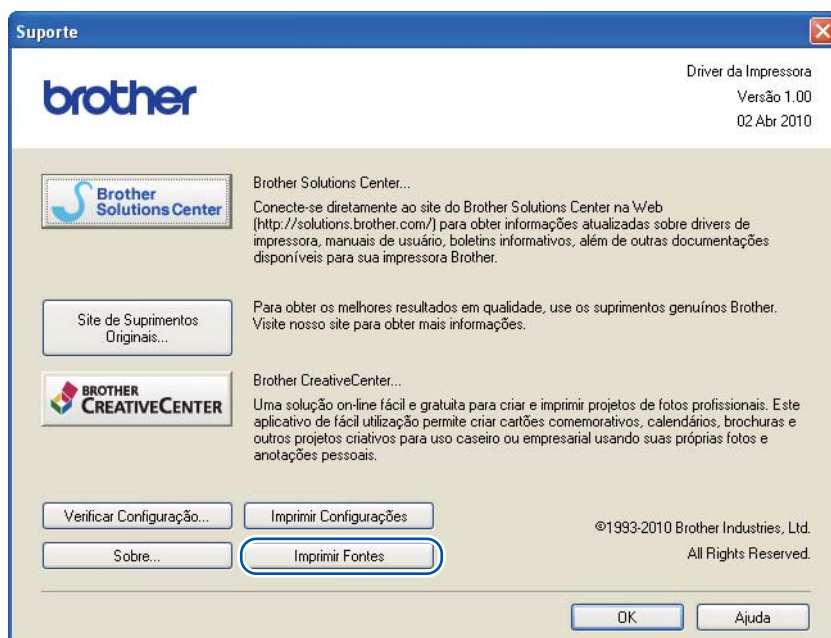 Suporte
brother
Driver da Impressora
Versão 1.00
02 Abr 2010
Brother
Solutions Center
Brother Solutions Center...
Conecte-se diretamente ao site do Brother Solutions Center na Web
(http://solutions.brother.com/) para obter informações atualizadas sobre drivers de
impressora, manuais de usuário, boletins informativos, além de outras documentações
disponíveis para sua impressora Brother.
Site de Suprimentos
Originais...
Para obter os melhores resultados em qualidade, use os suprimentos genuínos Brother.
Visite nosso site para obter mais informações.
BROTHER
CREATIVECENTER
Brother CreativeCenter...
Uma solução on-line fácil e gratuita para criar e imprimir projetos de fotos profissionais. Este
aplicativo de fácil utilização permite criar cartões comemorativos, calendários, brochuras e
outros projetos criativos para uso caseiro ou empresarial usando suas próprias fotos e
anotações pessoais.
Verificar Configuração...
Imprimir Configurações
©1993-2010 Brother Industries, Ltd.
Sobre...
Imprimir Fontes
All Rights Reserved.
OK
Ajuda